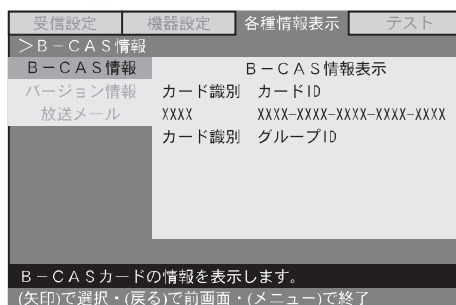 受信設定 機器設定 各種情報表示 テスト
＞Ｂ－ＣＡＳ情報
Ｂ－ＣＡＳ情報 Ｂ－ＣＡＳ情報表示
バージョン情報 カード識別 カードID
放送メール XXXX XXXX-XXXX-XXXX-XXXX-XXXX
カード識別 グループID
Ｂ－ＣＡＳカードの情報を表示します。
(矢印)で選択・(戻る)で前画面・(メニュー)で終了